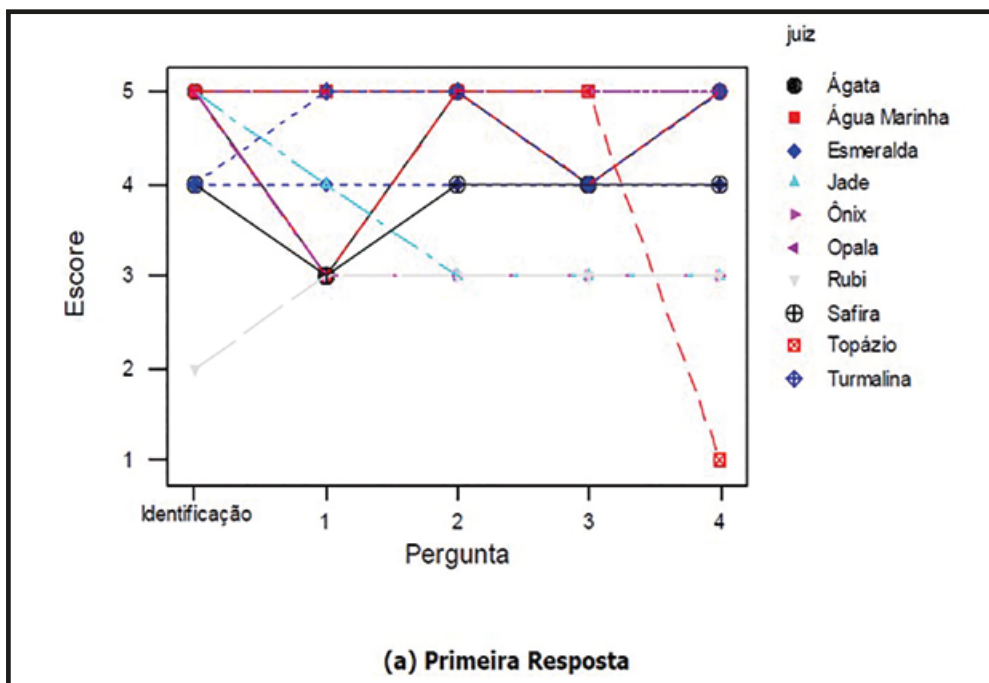 juiz
Ágata
Água Marinha
Esmeralda
Jade
Ônix
Opala
Rubi
Safira
Topázio
Turmalina
Escore
5
4
3
2
1
Identificação
1
2
3
4
Pergunta
(a) Primeira Resposta